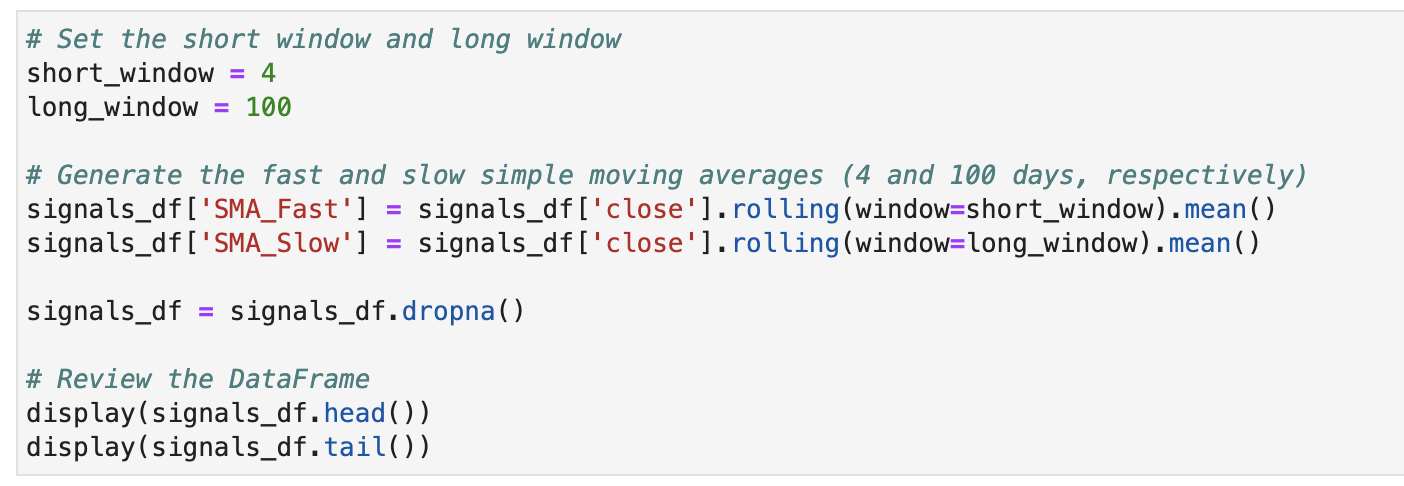 # Set the short window and long window
short_window = 4
long_window = 100
# Generate the fast and slow simple moving averages (4 and 100 days, respectively)
signals_df['SMA_Fast'] = signals_df['close'].rolling(window=short_window).mean()
signals_df['SMA_Slow'] = signals_df['close'].rolling(window=long_window).mean()
signals_df = signals_df.dropna()
# Review the DataFrame
display(signals_df.head())
display(signals_df.tail())